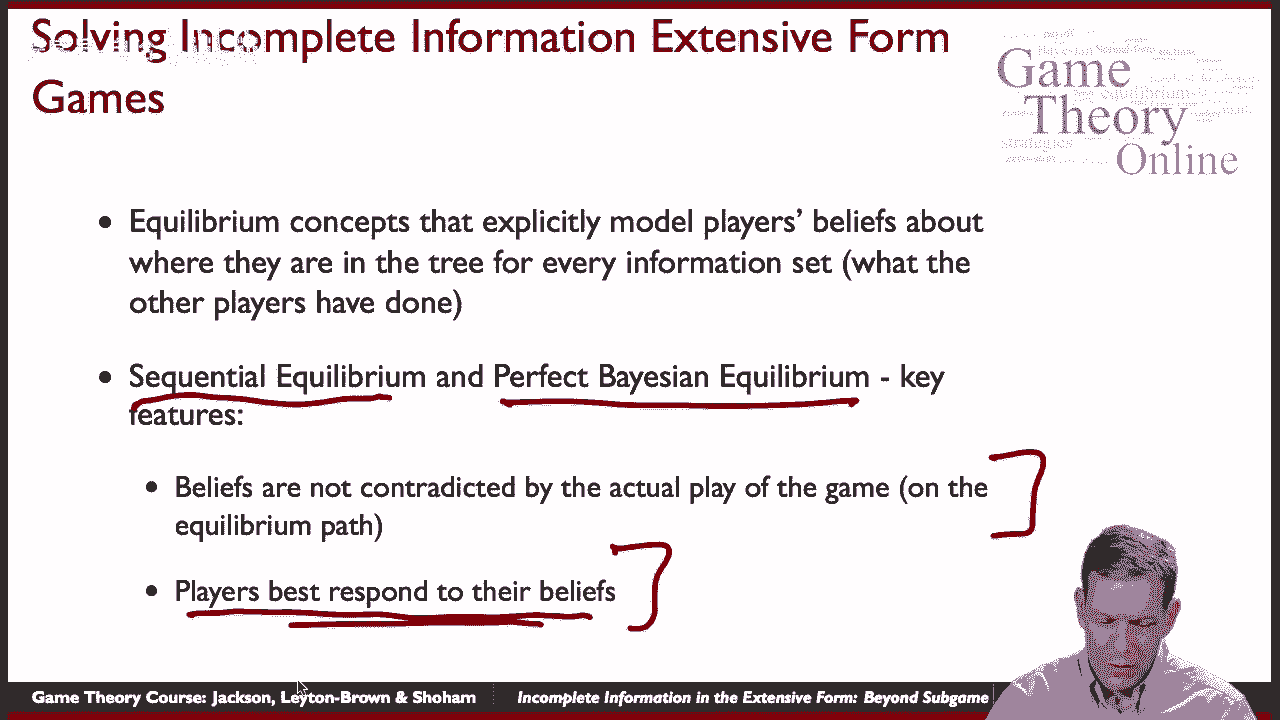 Solving Incomplete Information Extensive Form
Games
Game
Theory
Online
strategies
• Equilibrium concepts that explicitly model players' beliefs about
where they are in the tree for every information set (what the
other players have done)
• Sequential Equilibrium and Perfect Bayesian Equilibrium - key
features:
• Beliefs are not contradicted by the actual play of the game (on the
equilibrium path)
• Players best respond to their beliefs
Game Theory Course: Jackson, Leyton-Brown & Shoham
Incomplete Information in the Extensive Form: Beyond Subgame